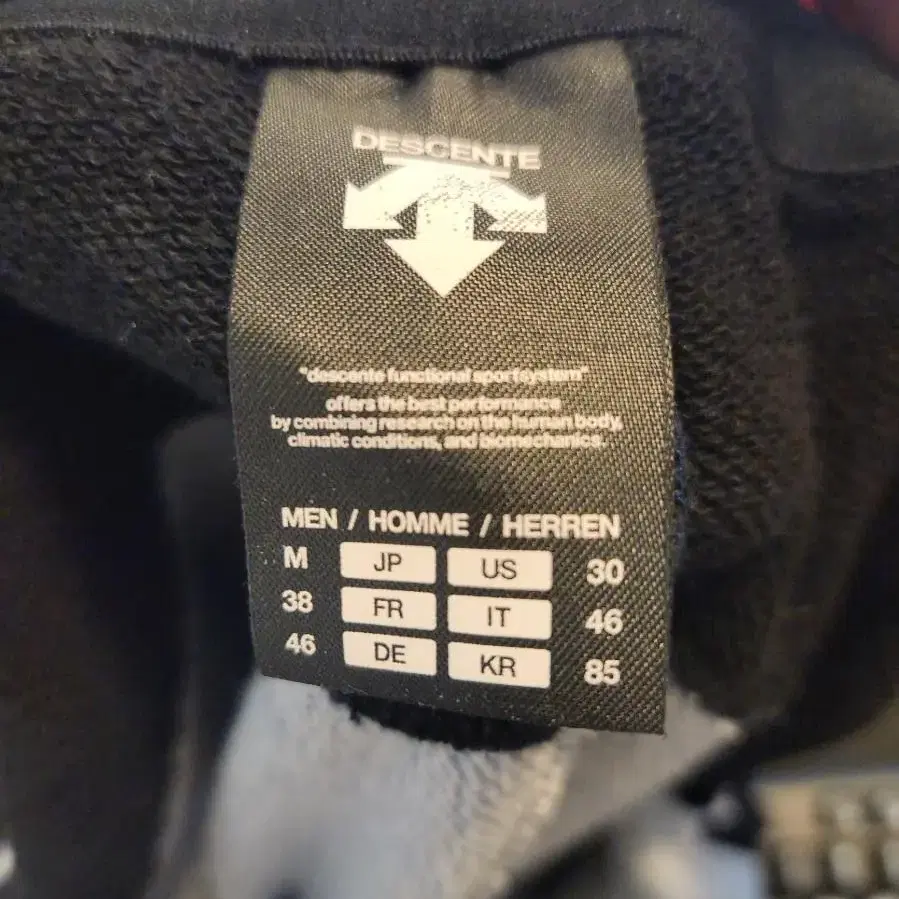 DESCENTE
"descente functional sportsystem"
offers the best performance
by combining research on the human body,
climatic conditions, and biomechanics.
MEN / HOMME / HERREN
M JP US 30
38 FR IT 46
46 DE KR 85